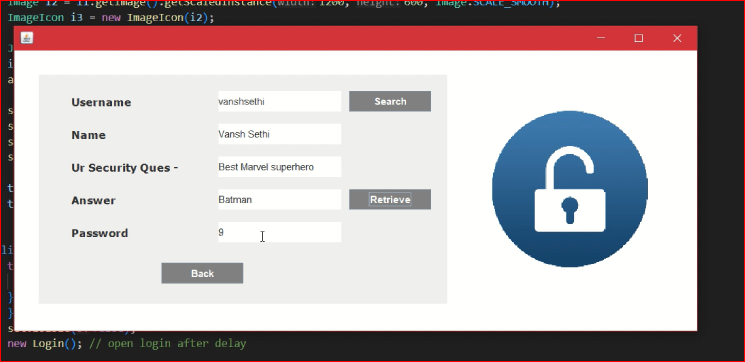 Image i2 = i1.getImage().getScaledInstance(width: 1200, height: 600, Image.SCALE_SMOOTH);
ImageIcon i3 = new ImageIcon(i2);
Username vanshsethi Search
Name Vansh Sethi
Ur Security Ques - Best Marvel superhero
Answer Batman Retrieve
Password 9
Back
new Login(); // open login after delay